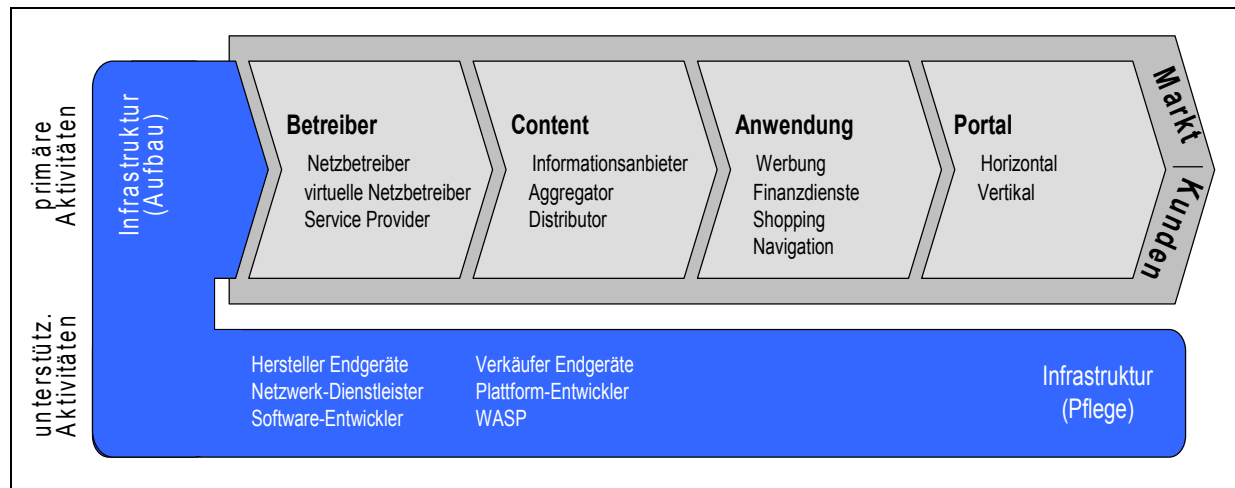 primäre
Aktivitäten
Infrastruktur
(Aufbau)
Betreiber
Netzbetreiber
virtuelle Netzbetreiber
Service Provider
Content
Informationsanbieter
Aggregator
Distributor
Anwendung
Werbung
Finanzdienste
Shopping
Navigation
Portal
Horizontal
Vertikal
Markt
Kunden
unterstütz.
Aktivitäten
Hersteller Endgeräte
Netzwerk-Dienstleister
Software-Entwickler
Verkäufer Endgeräte
Plattform-Entwickler
WASP
Infrastruktur
(Pflege)